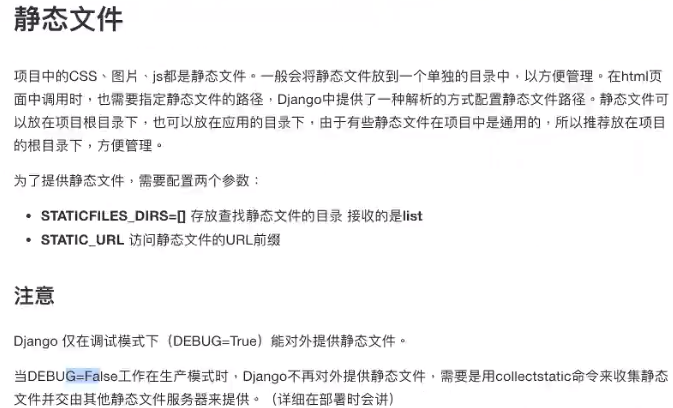 静态文件
项目中的CSS、图片、js都是静态文件。一般会将静态文件放到一个单独的目录中，以方便管理。在html页
面中调用时，也需要指定静态文件的路径，Django中提供了一种解析的方式配置静态文件路径。静态文件可
以放在项目根目录下，也可以放在应用的目录下，由于有些静态文件在项目中是通用的，所以推荐放在项目
的根目录下，方便管理。
为了提供静态文件，需要配置两个参数：
• STATICFILES_DIRS=[] 存放查找静态文件的目录 接收的是list
• STATIC_URL 访问静态文件的URL前缀
注意
Django 仅在调试模式下（DEBUG=True）能对外提供静态文件。
当DEBUG=False工作在生产模式时，Django不再对外提供静态文件，需要是用collectstatic命令来收集静态
文件并交由其他静态文件服务器来提供。（详细在部署时会讲）